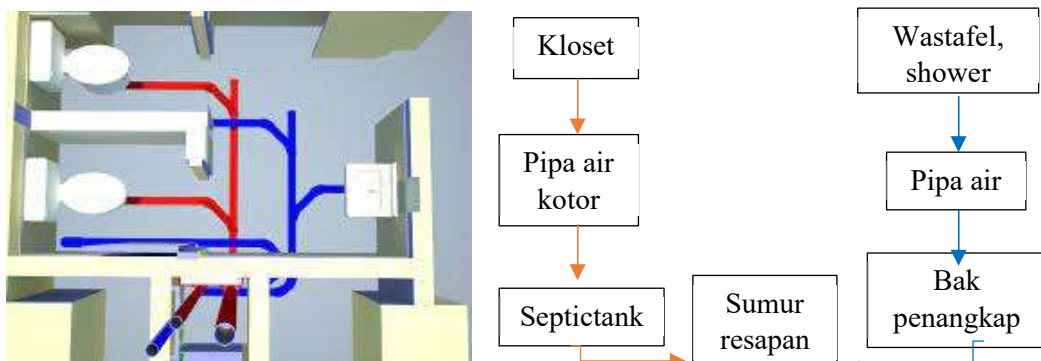 Kloset
Wastafel,
shower
Pipa air
kotor
Pipa air
Septictank
Sumur
resapan
Bak
penangkap